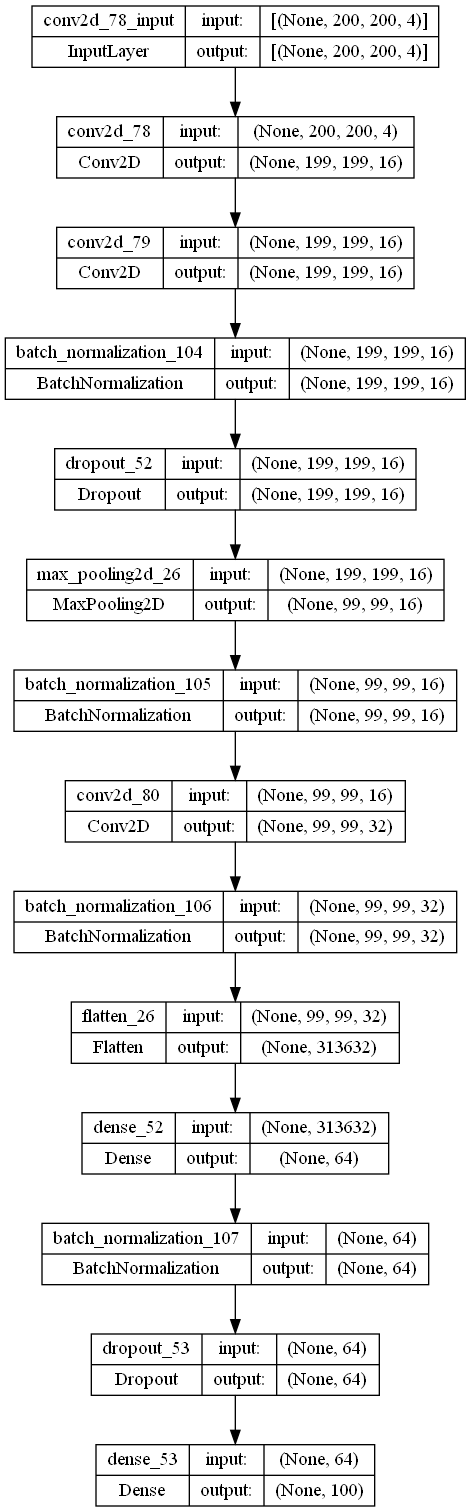 conv2d_78_input input: [(None, 200, 200, 4)]
InputLayer output: [(None, 200, 200, 4)]
conv2d_78 input: (None, 200, 200, 4)
Conv2D output: (None, 199, 199, 16)
conv2d_79 input: (None, 199, 199, 16)
Conv2D output: (None, 199, 199, 16)
batch_normalization_104 input: (None, 199, 199, 16)
BatchNormalization output: (None, 199, 199, 16)
dropout_52 input: (None, 199, 199, 16)
Dropout output: (None, 199, 199, 16)
max_pooling2d_26 input: (None, 199, 199, 16)
MaxPooling2D output: (None, 99, 99, 16)
batch_normalization_105 input: (None, 99, 99, 16)
BatchNormalization output: (None, 99, 99, 16)
conv2d_80 input: (None, 99, 99, 16)
Conv2D output: (None, 99, 99, 32)
batch_normalization_106 input: (None, 99, 99, 32)
BatchNormalization output: (None, 99, 99, 32)
flatten_26 input: (None, 99, 99, 32)
Flatten output: (None, 313632)
dense_52 input: (None, 313632)
Dense output: (None, 64)
batch_normalization_107 input: (None, 64)
BatchNormalization output: (None, 64)
dropout_53 input: (None, 64)
Dropout output: (None, 64)
dense_53 input: (None, 64)
Dense output: (None, 100)